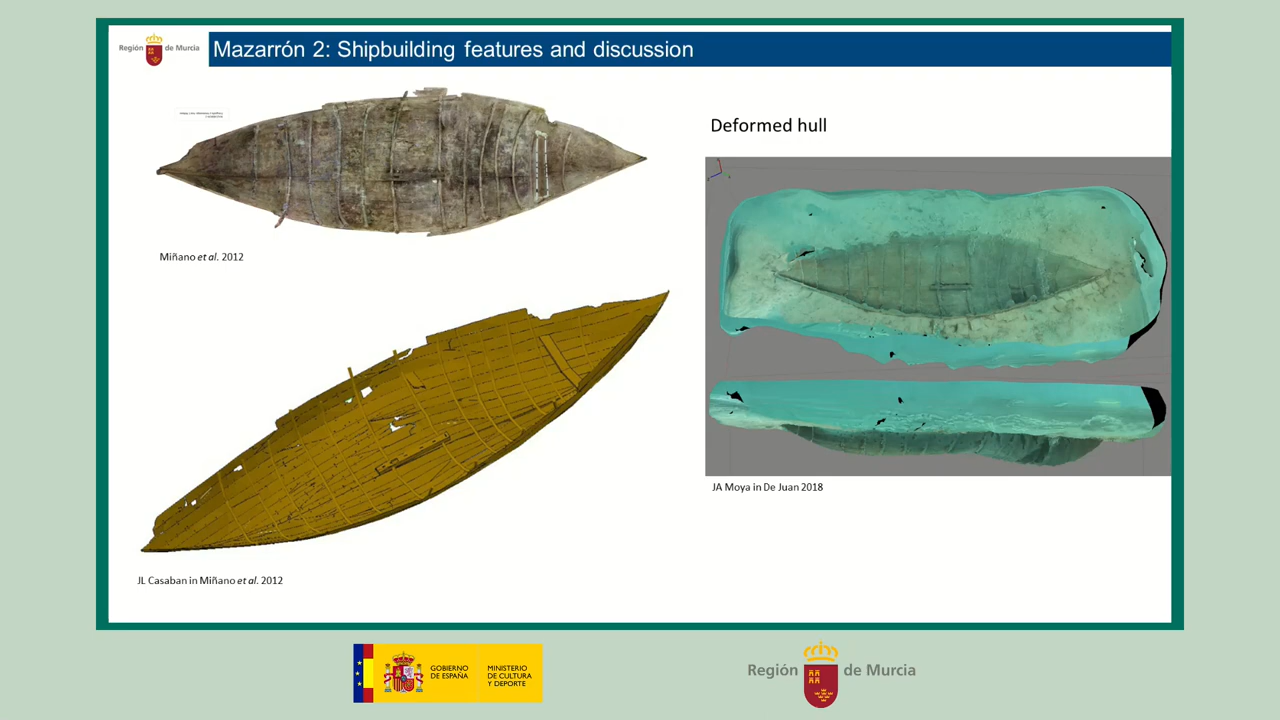 Región de Murcia
Mazarrón 2: Shipbuilding features and discussion
Deformed hull
Miñano et al. 2012
JA Moya in De Juan 2018
JL Casaban in Miñano et al. 2012
GOBIERNO
DE ESPAÑA
MINISTERIO
DE CULTURA
Y DEPORTE
Región de Murcia